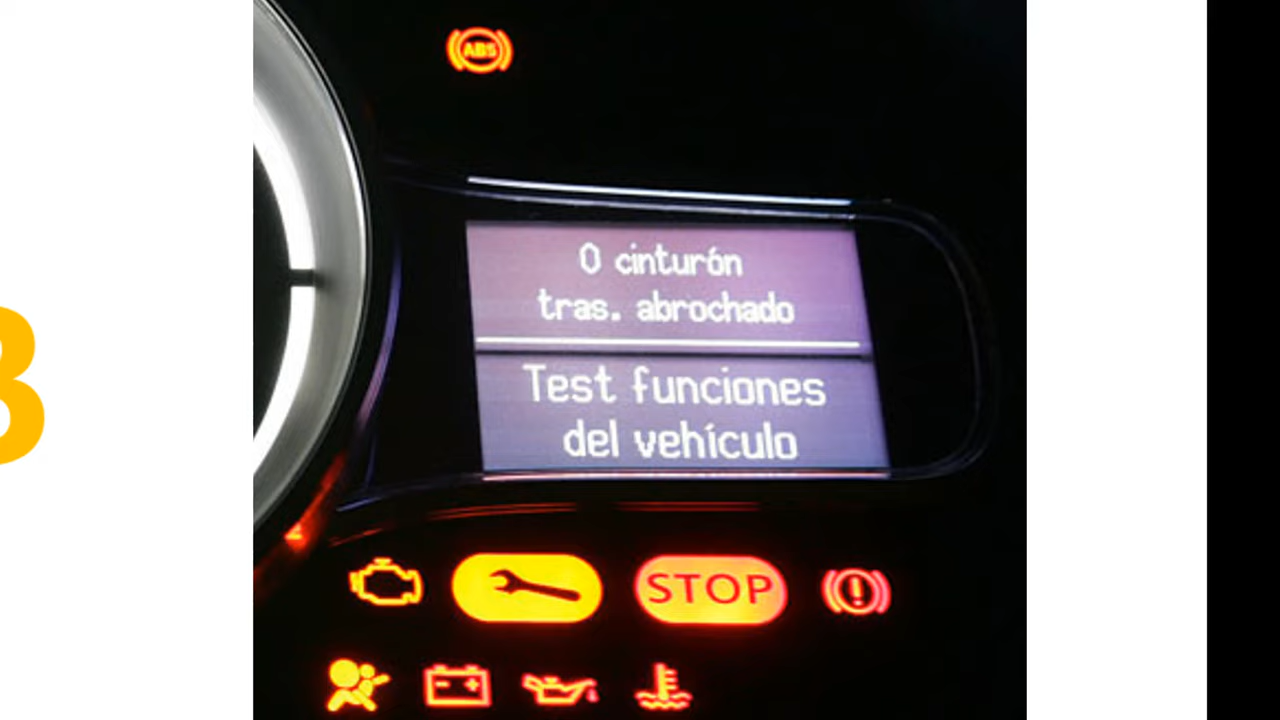 ABS
0 cinturón
tras. abrochado
Test funciones
del vehículo
STOP